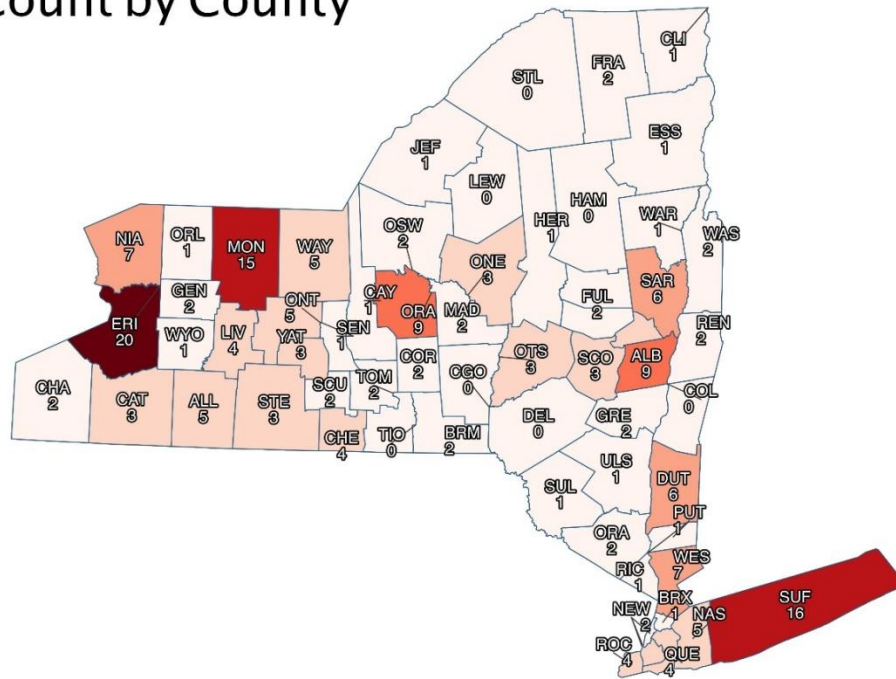 Count by County
CLI
1
FRA
2
STL
0
ESS
1
JEF
1
LEW
0
HAM
0
HER
1
WAR
1
WAS
2
OSW
2
NIA
7
ORL
1
MON
15
WAY
5
ONE
3
SAR
6
CAY
1
ORA
9
MAD
2
FUL
2
GEN
2
ONT
5
SEN
1
REN
2
ERI
20
WYO
1
LIV
4
YAT
3
COR
2
OTS
3
SCO
3
ALB
9
CHA
2
CAT
3
ALL
5
STE
3
SCU
2
TOM
2
CGO
0
COL
0
DEL
0
GRE
2
CHE
4
TIO
0
BRM
2
ULS
1
SUL
1
DUT
6
PUT
1
ORA
2
WES
7
RIC
1
BRX
1
NEW
2
NAS
5
SUF
16
ROC
4
QUE
4